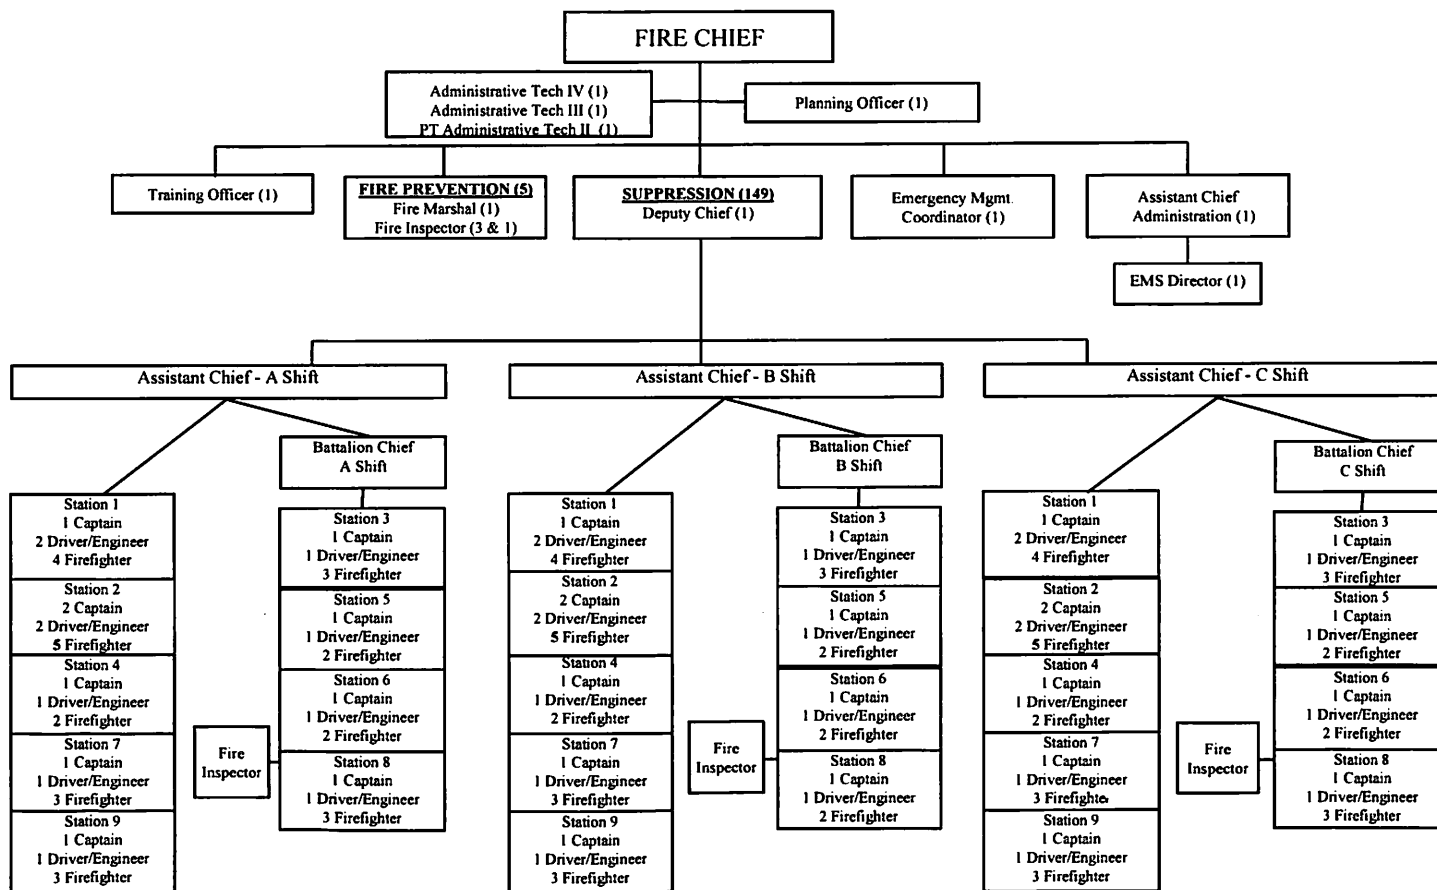 FIRE CHIEF
Administrative Tech IV (1)
Administrative Tech III (1)
PT Administrative Tech II (1)
Planning Officer (1)
Training Officer (1)
FIRE PREVENTION (5)
Fire Marshal (1)
Fire Inspector (3 & 1)
SUPPRESSION (149)
Deputy Chief (1)
Emergency Mgmt.
Coordinator (1)
Assistant Chief
Administration (1)
EMS Director (1)
Assistant Chief - A Shift
Battalion Chief
A Shift
Station 1
1 Captain
2 Driver/Engineer
4 Firefighter
Station 2
2 Captain
2 Driver/Engineer
5 Firefighter
Station 4
1 Captain
1 Driver/Engineer
2 Firefighter
Station 7
1 Captain
1 Driver/Engineer
3 Firefighter
Station 9
1 Captain
1 Driver/Engineer
3 Firefighter
Station 3
1 Captain
1 Driver/Engineer
3 Firefighter
Station 5
1 Captain
1 Driver/Engineer
2 Firefighter
Station 6
1 Captain
1 Driver/Engineer
2 Firefighter
Station 8
1 Captain
1 Driver/Engineer
3 Firefighter
Fire
Inspector
Assistant Chief - B Shift
Battalion Chief
B Shift
Station 1
1 Captain
2 Driver/Engineer
4 Firefighter
Station 2
2 Captain
2 Driver/Engineer
5 Firefighter
Station 4
1 Captain
1 Driver/Engineer
2 Firefighter
Station 7
1 Captain
1 Driver/Engineer
3 Firefighter
Station 9
1 Captain
1 Driver/Engineer
3 Firefighter
Station 3
1 Captain
1 Driver/Engineer
3 Firefighter
Station 5
1 Captain
1 Driver/Engineer
2 Firefighter
Station 6
1 Captain
1 Driver/Engineer
2 Firefighter
Station 8
1 Captain
1 Driver/Engineer
2 Firefighter
Fire
Inspector
Assistant Chief - C Shift
Battalion Chief
C Shift
Station 1
1 Captain
2 Driver/Engineer
4 Firefighter
Station 2
2 Captain
2 Driver/Engineer
5 Firefighter
Station 4
1 Captain
1 Driver/Engineer
2 Firefighter
Station 7
1 Captain
1 Driver/Engineer
3 Firefighter
Station 9
1 Captain
1 Driver/Engineer
3 Firefighter
Station 3
1 Captain
1 Driver/Engineer
3 Firefighter
Station 5
1 Captain
1 Driver/Engineer
2 Firefighter
Station 6
1 Captain
1 Driver/Engineer
2 Firefighter
Station 8
1 Captain
1 Driver/Engineer
3 Firefighter
Fire
Inspector